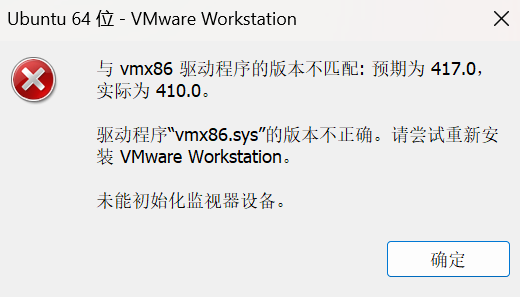 Ubuntu 64 位 - VMware Workstation
与 vmx86 驱动程序的版本不匹配: 预期为 417.0，
实际为 410.0。
驱动程序“vmx86.sys”的版本不正确。请尝试重新安
装 VMware Workstation。
未能初始化监视器设备。
确定